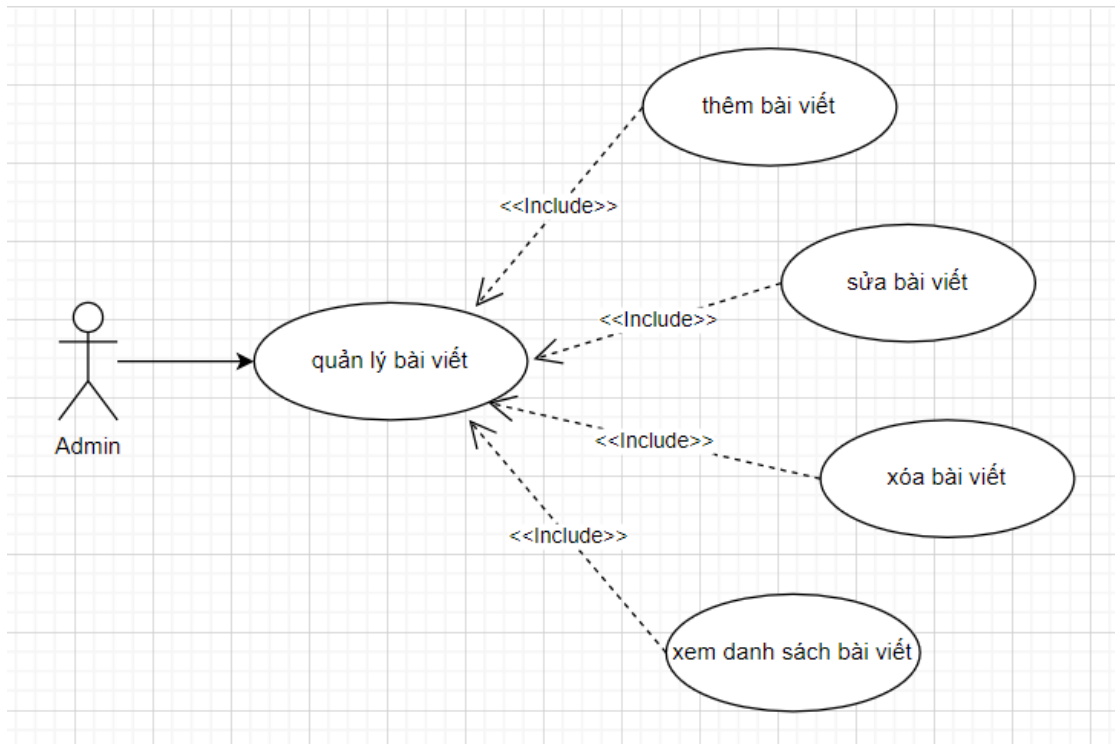 thêm bài viết
<<Include>>
sửa bài viết
<<Include>>
quản lý bài viết
Admin
<<Include>>
xóa bài viết
<<Include>>
xem danh sách bài viết